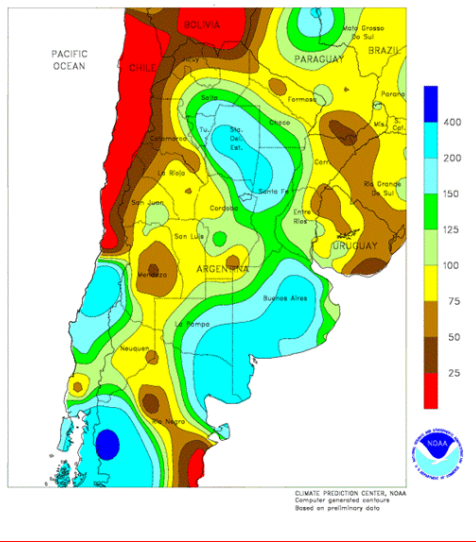 BOLIVIA
Mato Grosso
Do Sul
PACIFIC
OCEAN
BRAZIL
PARAGUAY
CHILE
Jujuy
Salta
Formosa
Parana
Tu.
Sta.
Del
Est.
Chaco
Mis.
S.
Cat.
Catamarca
La Rioja
Corr.
Santa Fe
Rio Grande
Do Sul
San Juan
Cordoba
Entre
Rios
San Luis
URUGUAY
ARGENTINA
Mendoza
Buenos Aires
La Pampa
Neuquen
Rio Negro
400
200
150
125
100
75
50
25
NOAA
CLIMATE PREDICTION CENTER, NOAA
Computer generated contours
Based on preliminary data